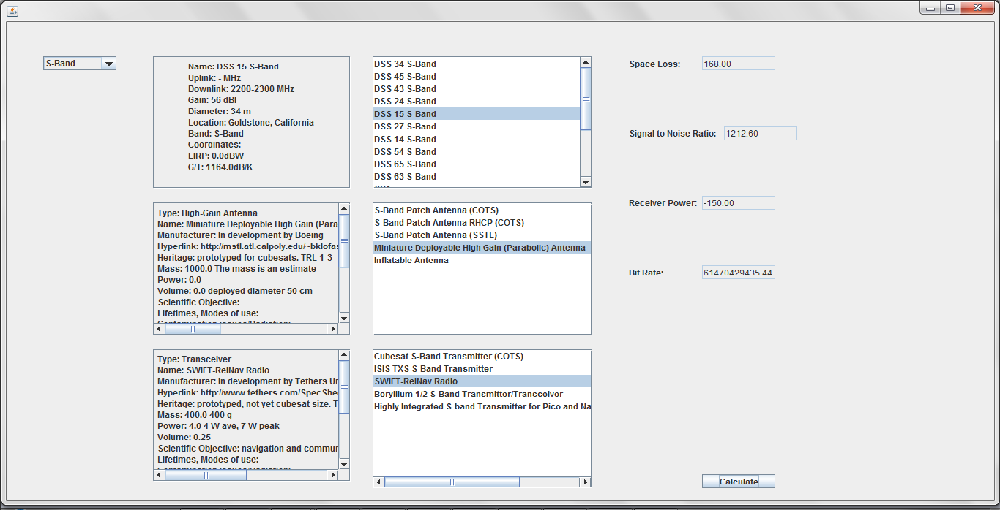 S-Band
Name: DSS 15 S-Band
Uplink: - MHz
Downlink: 2200-2300 MHz
Gain: 56 dBI
Diameter: 34 m
Location: Goldstone, California
Band: S-Band
Coordinates:
EIRP: 0.0dBW
G/T: 1164.0dB/K
DSS 34 S-Band
DSS 45 S-Band
DSS 43 S-Band
DSS 24 S-Band
DSS 15 S-Band
DSS 27 S-Band
DSS 14 S-Band
DSS 54 S-Band
DSS 65 S-Band
DSS 63 S-Band
Space Loss: 168.00
Signal to Noise Ratio: 1212.60
Receiver Power: -150.00
Bit Rate: 61470429435.44
Type: High-Gain Antenna
Name: Miniature Deployable High Gain (Para
Manufacturer: In development by Boeing
Hyperlink: http://mstl.atl.calpoly.edu/~bklofas
Heritage: prototyped for cubesats. TRL 1-3
Mass: 1000.0 The mass is an estimate
Power: 0.0
Volume: 0.0 deployed diameter 50 cm
Scientific Objective:
Lifetimes, Modes of use:
Contamination issues/Radiation:
S-Band Patch Antenna (COTS)
S-Band Patch Antenna RHCP (COTS)
S-Band Patch Antenna (SSTL)
Miniature Deployable High Gain (Parabolic) Antenna
Inflatable Antenna
Type: Transceiver
Name: SWIFT-RelNav Radio
Manufacturer: In development by Tethers Un
Hyperlink: http://www.tethers.com/SpecShe
Heritage: prototyped, not yet cubesat size. T
Mass: 400.0 400 g
Power: 4.0 4 W ave, 7 W peak
Volume: 0.25
Scientific Objective: navigation and commun
Lifetimes, Modes of use:
Contamination issues/Radiation:
Cubesat S-Band Transmitter (COTS)
ISIS TXS S-Band Transmitter
SWIFT-RelNav Radio
Beryllium 1/2 S-Band Transmitter/Transceiver
Highly Integrated S-band Transmitter for Pico and Na
Calculate